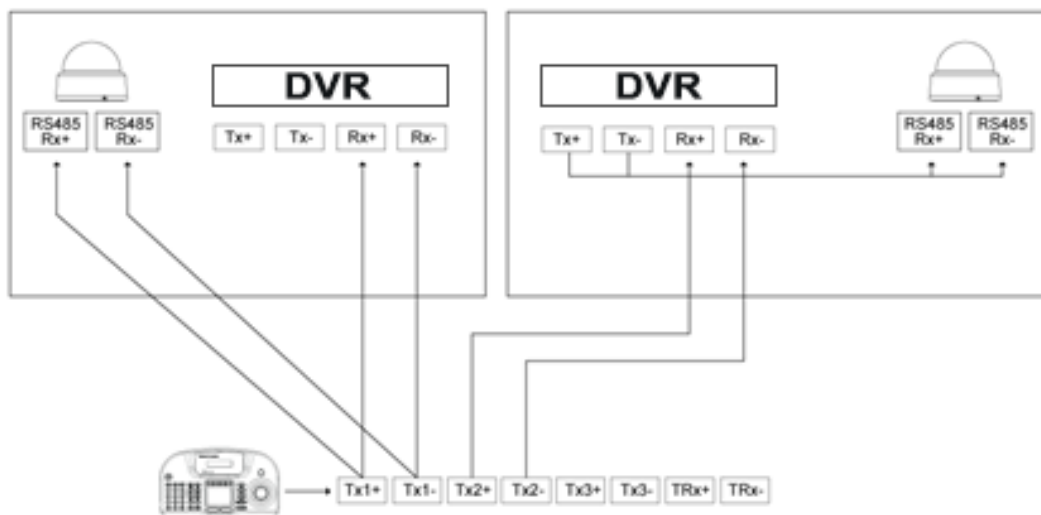 DVR
RS485
Rx+
RS485
Rx-
Tx+
Tx-
Rx+
Rx-
DVR
Tx+
Tx-
Rx+
Rx-
RS485
Rx+
RS485
Rx-
Tx1+
Tx1-
Tx2+
Tx2-
Tx3+
Tx3-
TRx+
TRx-